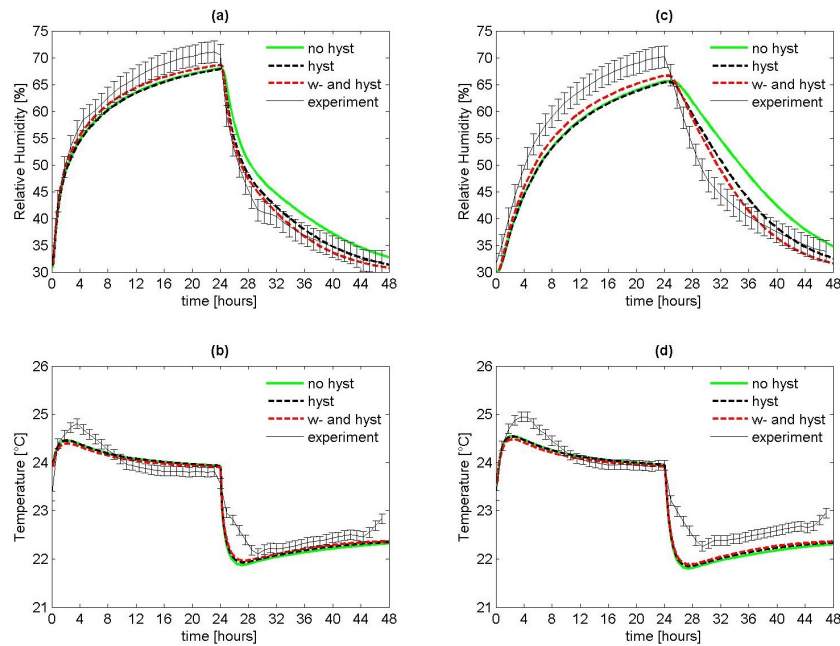 (a)
Relative Humidity [%]
75
70
65
60
55
50
45
40
35
30
no hyst
hyst
w- and hyst
experiment
0 4 8 12 16 20 24 28 32 36 40 44 48
time [hours]
(c)
Relative Humidity [%]
75
70
65
60
55
50
45
40
35
30
no hyst
hyst
w- and hyst
experiment
0 4 8 12 16 20 24 28 32 36 40 44 48
time [hours]
(b)
Temperature [°C]
26
25
24
23
22
21
no hyst
hyst
w- and hyst
experiment
0 4 8 12 16 20 24 28 32 36 40 44 48
time [hours]
(d)
Temperature [°C]
26
25
24
23
22
21
no hyst
hyst
w- and hyst
experiment
0 4 8 12 16 20 24 28 32 36 40 44 48
time [hours]